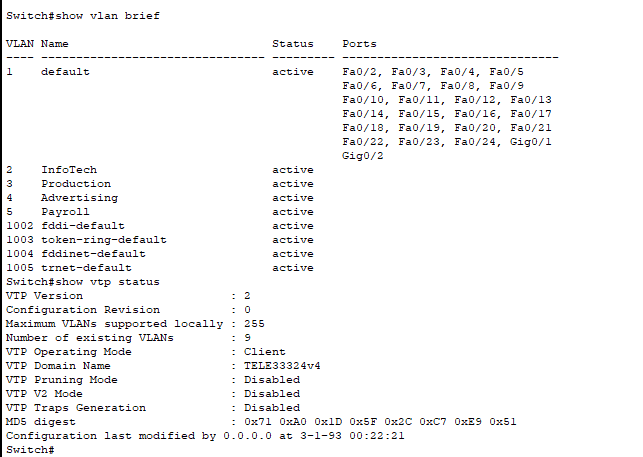 Switch#show vlan brief
VLAN Name Status Ports
---- -------------------------------- --------- -------------------------------
1 default active Fa0/2, Fa0/3, Fa0/4, Fa0/5
Fa0/6, Fa0/7, Fa0/8, Fa0/9
Fa0/10, Fa0/11, Fa0/12, Fa0/13
Fa0/14, Fa0/15, Fa0/16, Fa0/17
Fa0/18, Fa0/19, Fa0/20, Fa0/21
Fa0/22, Fa0/23, Fa0/24, Gig0/1
Gig0/2
2 InfoTech active
3 Production active
4 Advertising active
5 Payroll active
1002 fddi-default active
1003 token-ring-default active
1004 fddinet-default active
1005 trnet-default active
Switch#show vtp status
VTP Version : 2
Configuration Revision : 0
Maximum VLANs supported locally : 255
Number of existing VLANs : 9
VTP Operating Mode : Client
VTP Domain Name : TELE33324v4
VTP Pruning Mode : Disabled
VTP V2 Mode : Disabled
VTP Traps Generation : Disabled
MD5 digest : 0x71 0xA0 0x1D 0x5F 0x2C 0xC7 0xE9 0x51
Configuration last modified by 0.0.0.0 at 3-1-93 00:22:21
Switch#